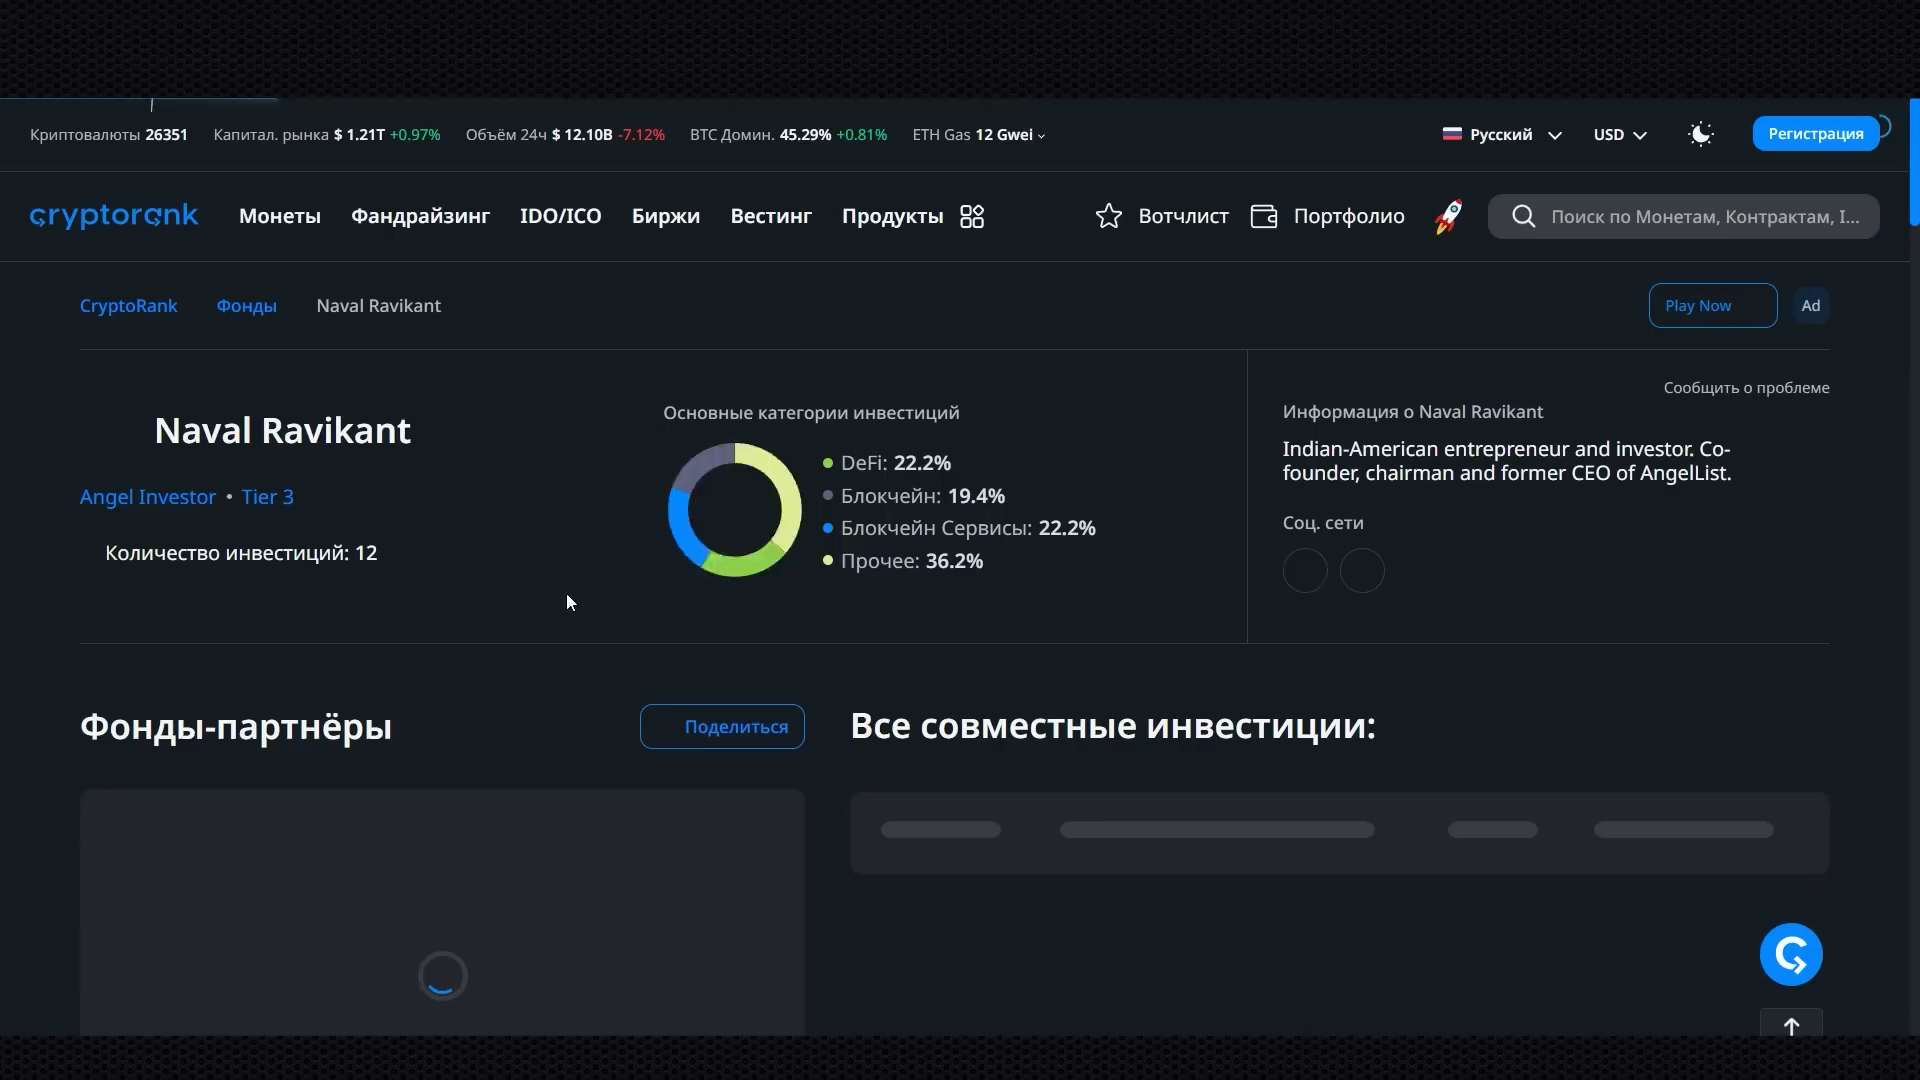 Криптовалюты 26351 Капитал. рынка $ 1.21T +0.97% Объём 24ч $ 12.10B -7.12% BTC Домин. 45.29% +0.81% ETH Gas 12 Gwei Русский USD Регистрация
cryptorank Монеты Фандрайзинг IDO/ICO Биржи Вестинг Продукты Вотчлист Портфолио Поиск по Монетам, Контрактам, I...
CryptoRank Фонды Naval Ravikant Play Now Ad
Naval Ravikant
Angel Investor • Tier 3
Количество инвестиций: 12
Основные категории инвестиций
DeFi: 22.2%
Блокчейн: 19.4%
Блокчейн Сервисы: 22.2%
Прочее: 36.2%
Сообщить о проблеме
Информация о Naval Ravikant
Indian-American entrepreneur and investor. Co-
founder, chairman and former CEO of AngelList.
Соц. сети
Фонды-партнёры Поделиться
Все совместные инвестиции: